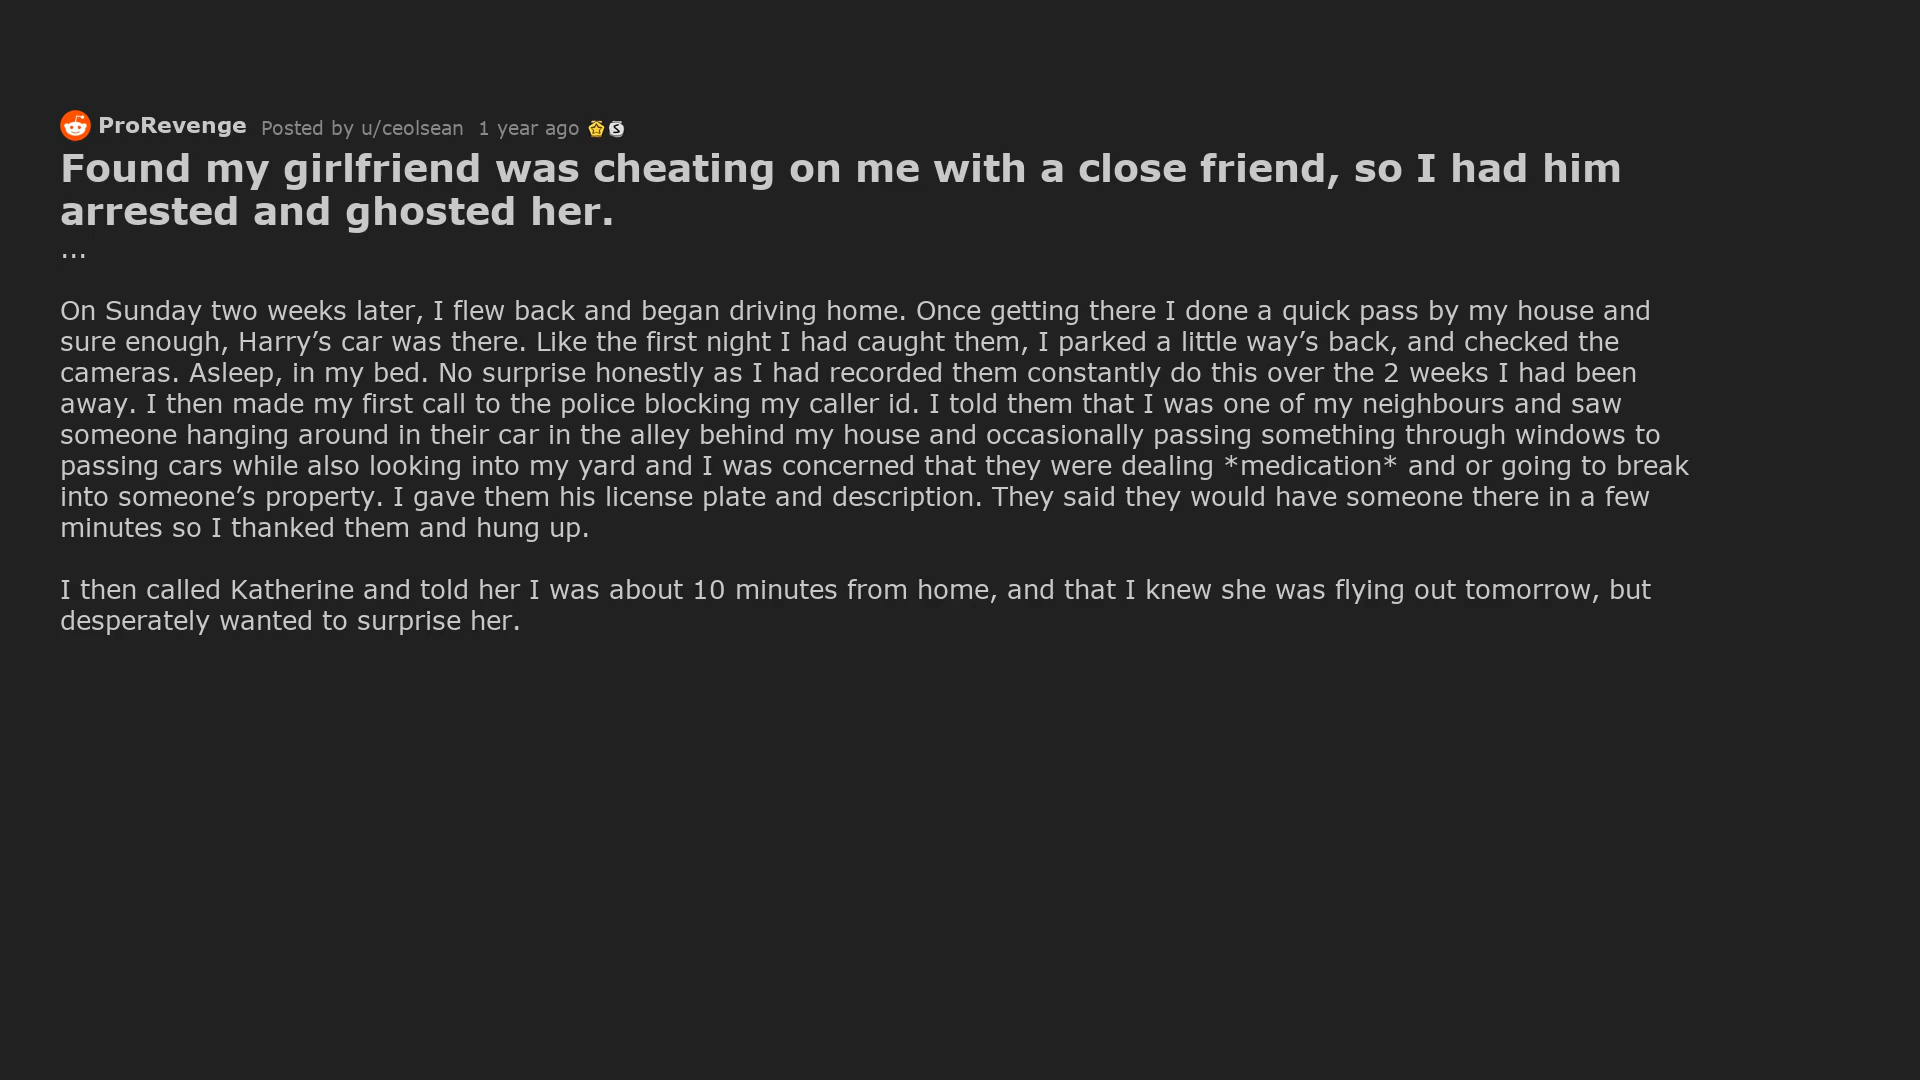 ProRevenge Posted by u/ceolsean 1 year ago
Found my girlfriend was cheating on me with a close friend, so I had him
arrested and ghosted her.
...
On Sunday two weeks later, I flew back and began driving home. Once getting there I done a quick pass by my house and
sure enough, Harry’s car was there. Like the first night I had caught them, I parked a little way’s back, and checked the
cameras. Asleep, in my bed. No surprise honestly as I had recorded them constantly do this over the 2 weeks I had been
away. I then made my first call to the police blocking my caller id. I told them that I was one of my neighbours and saw
someone hanging around in their car in the alley behind my house and occasionally passing something through windows to
passing cars while also looking into my yard and I was concerned that they were dealing *medication* and or going to break
into someone’s property. I gave them his license plate and description. They said they would have someone there in a few
minutes so I thanked them and hung up.
I then called Katherine and told her I was about 10 minutes from home, and that I knew she was flying out tomorrow, but
desperately wanted to surprise her.